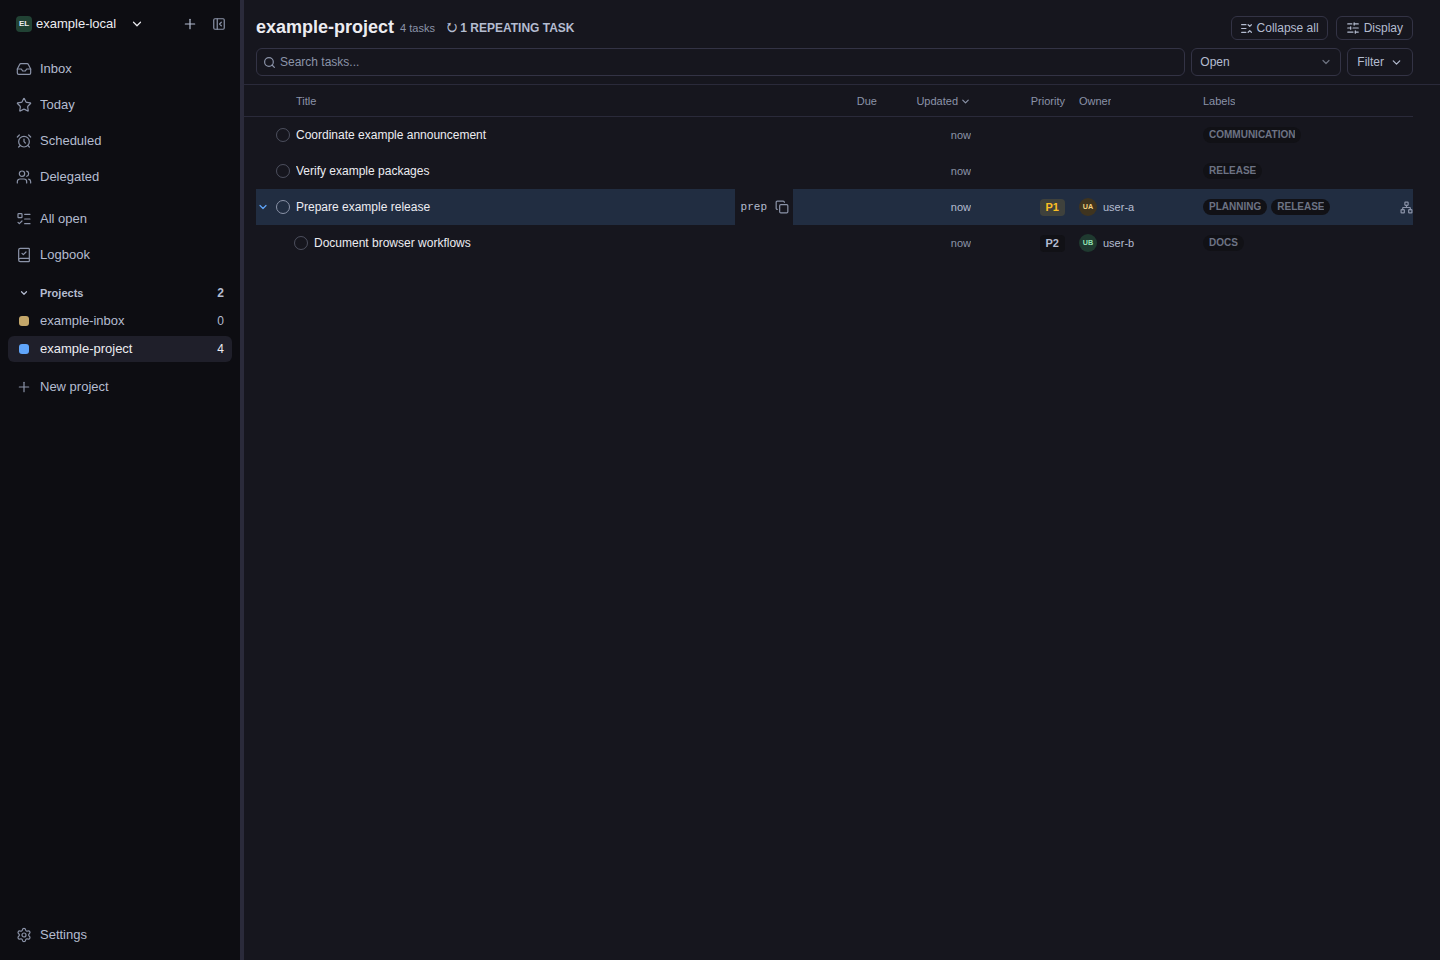 EL example-local
Inbox
Today
Scheduled
Delegated
All open
Logbook
Projects 2
example-inbox 0
example-project 4
New project
Settings
example-project 4 tasks 1 REPEATING TASK
Collapse all Display
Search tasks... Open Filter
Title Due Updated Priority Owner Labels
Coordinate example announcement now COMMUNICATION
Verify example packages now RELEASE
Prepare example release prep now P1 UA user-a PLANNING RELEASE
Document browser workflows now P2 UB user-b DOCS